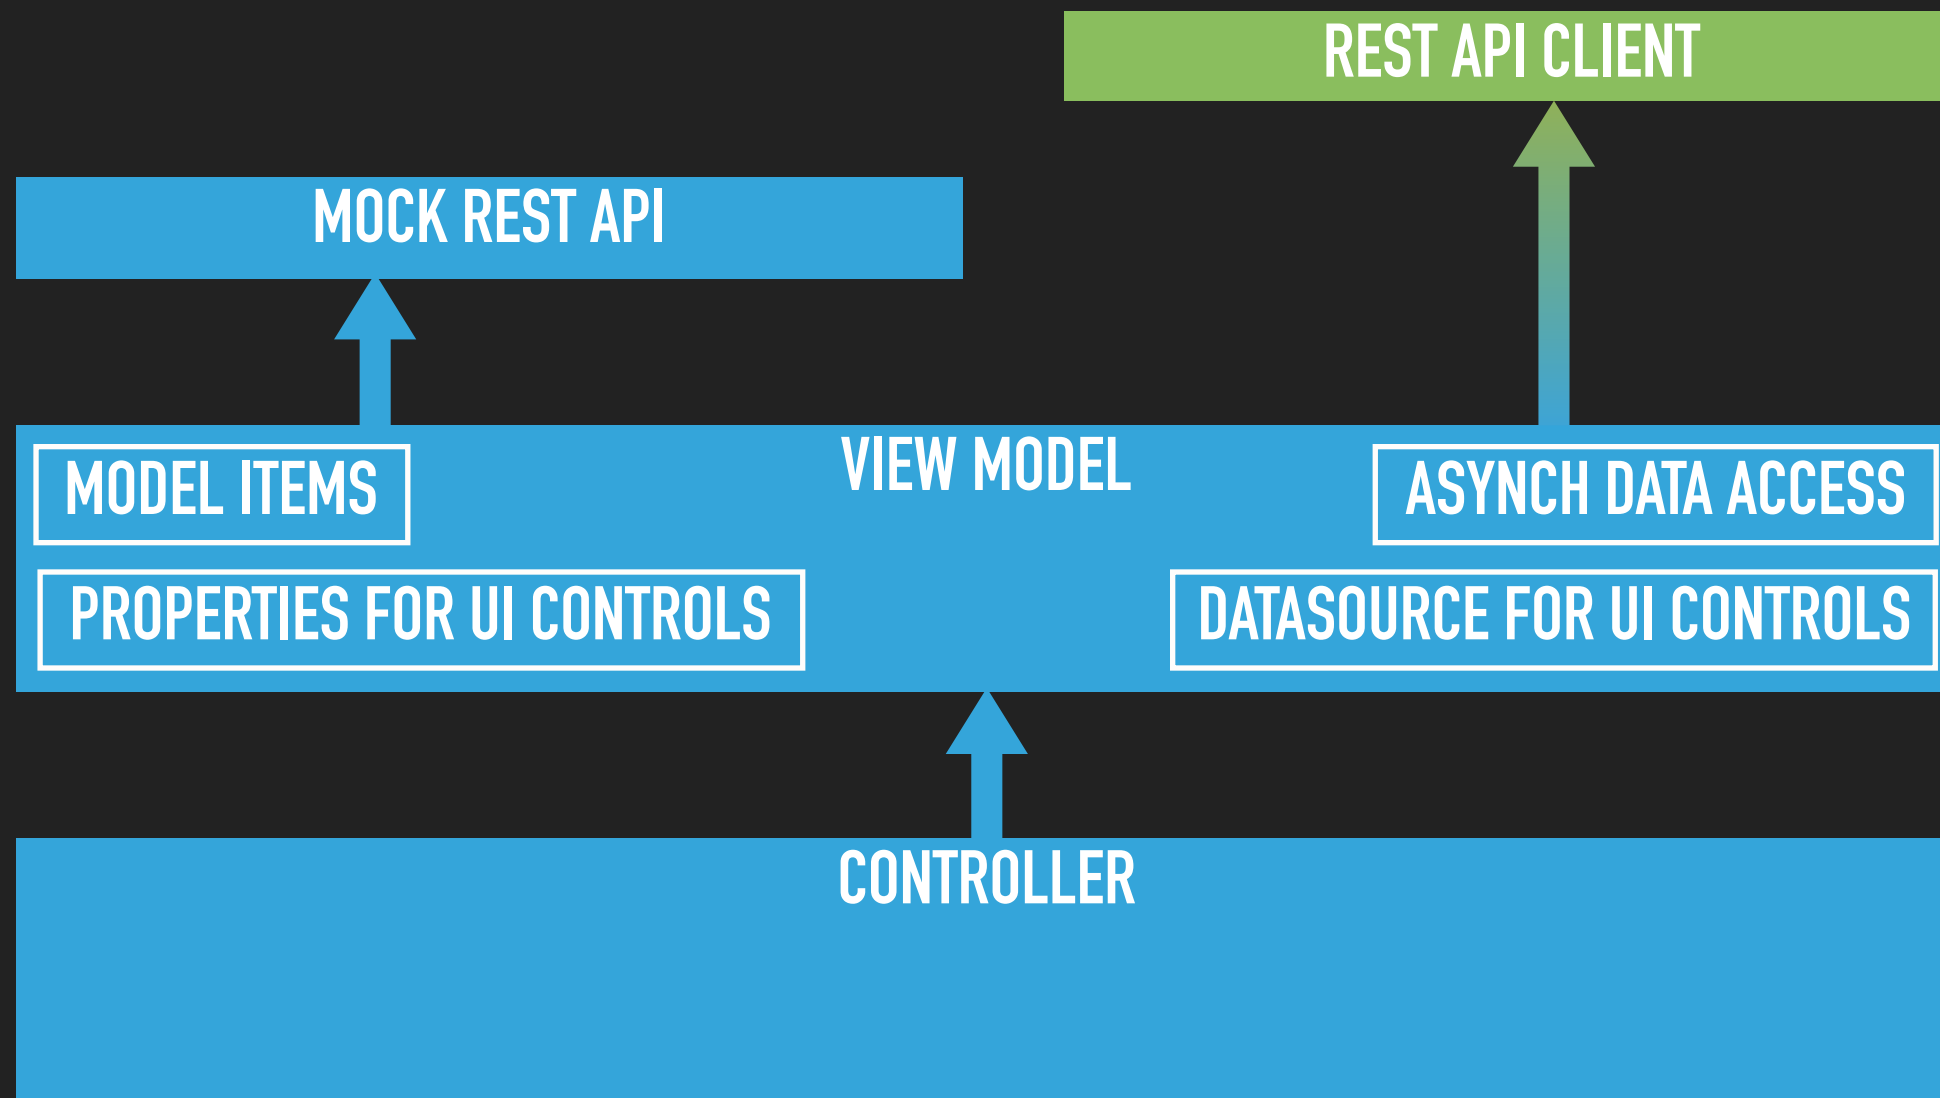 REST API CLIENT
MOCK REST API
VIEW MODEL
MODEL ITEMS
ASYNCH DATA ACCESS
PROPERTIES FOR UI CONTROLS
DATASOURCE FOR UI CONTROLS
CONTROLLER